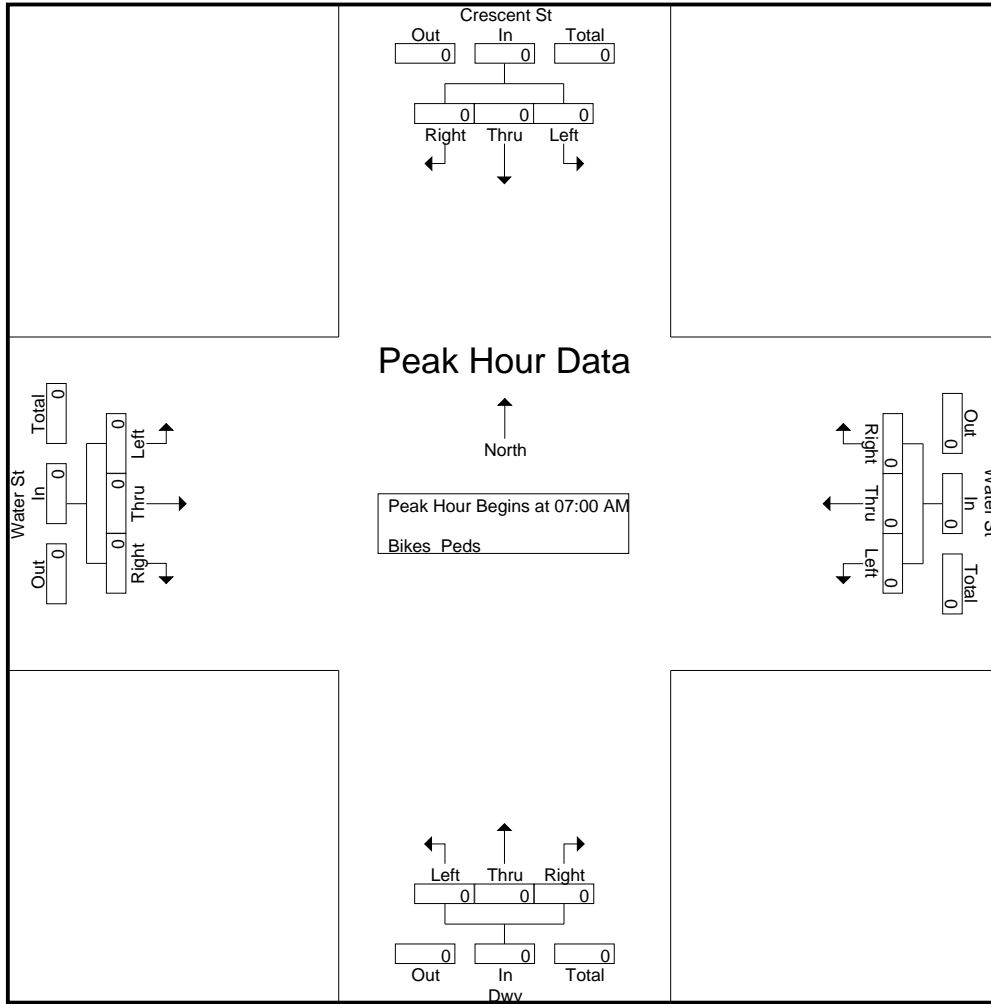 Crescent St
Out In Total
0 0 0
0 0 0
Right Thru Left
Peak Hour Data
North
Peak Hour Begins at 07:00 AM
Bikes Peds
Water St
Total In Out
0 0 0
0 0 0
Left Thru Right
Water St
Out In Total
0 0 0
0 0 0
Right Thru Left
Left Thru Right
0 0 0
0 0 0
Out In Total
Dwy